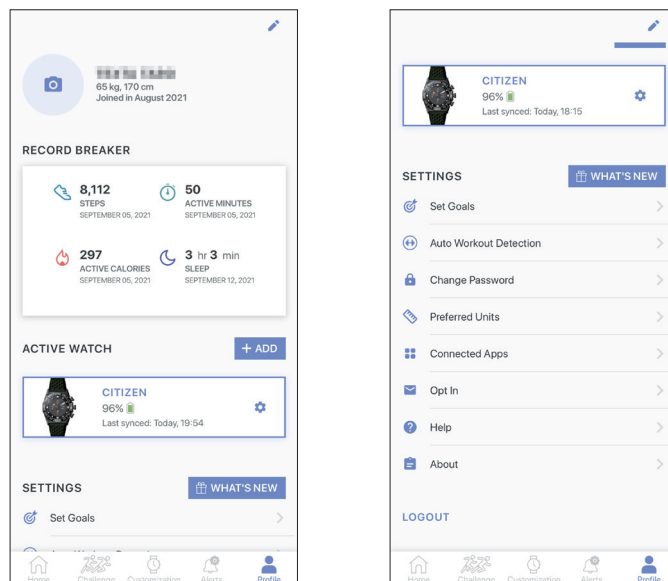 65 kg, 170 cm
Joined in August 2021
RECORD BREAKER
8,112
STEPS
SEPTEMBER 05, 2021
50
ACTIVE MINUTES
SEPTEMBER 05, 2021
297
ACTIVE CALORIES
SEPTEMBER 05, 2021
3 hr 3 min
SLEEP
SEPTEMBER 12, 2021
ACTIVE WATCH
+ ADD
CITIZEN
96%
Last synced: Today, 19:54
SETTINGS
WHAT'S NEW
Set Goals
Home
Challenge
Customization
Alerts
Profile
CITIZEN
96%
Last synced: Today, 18:15
SETTINGS
WHAT'S NEW
Set Goals
Auto Workout Detection
Change Password
Preferred Units
Connected Apps
Opt In
Help
About
LOGOUT
Home
Challenge
Customization
Alerts
Profile